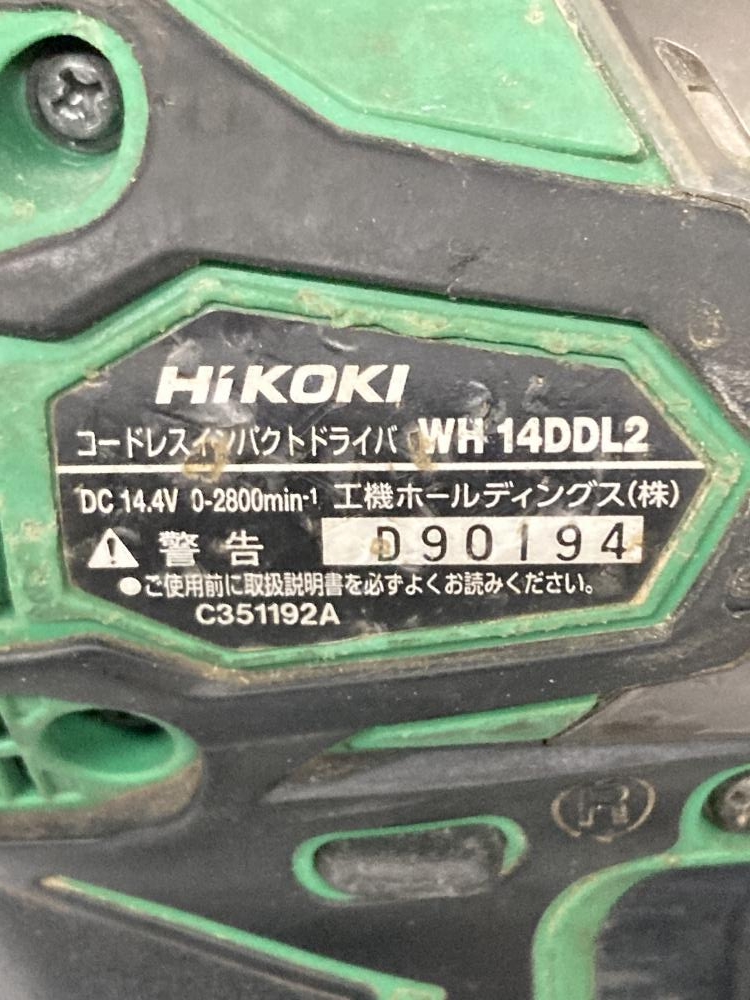 HiKOKI
コードレスインパクトドライバ WH 14DDL2
DC 14.4V 0-2800min-1 工機ホールディングス(株)
警告 D90194
●ご使用前に取扱説明書を必ずよくお読みください。
C351192A
R